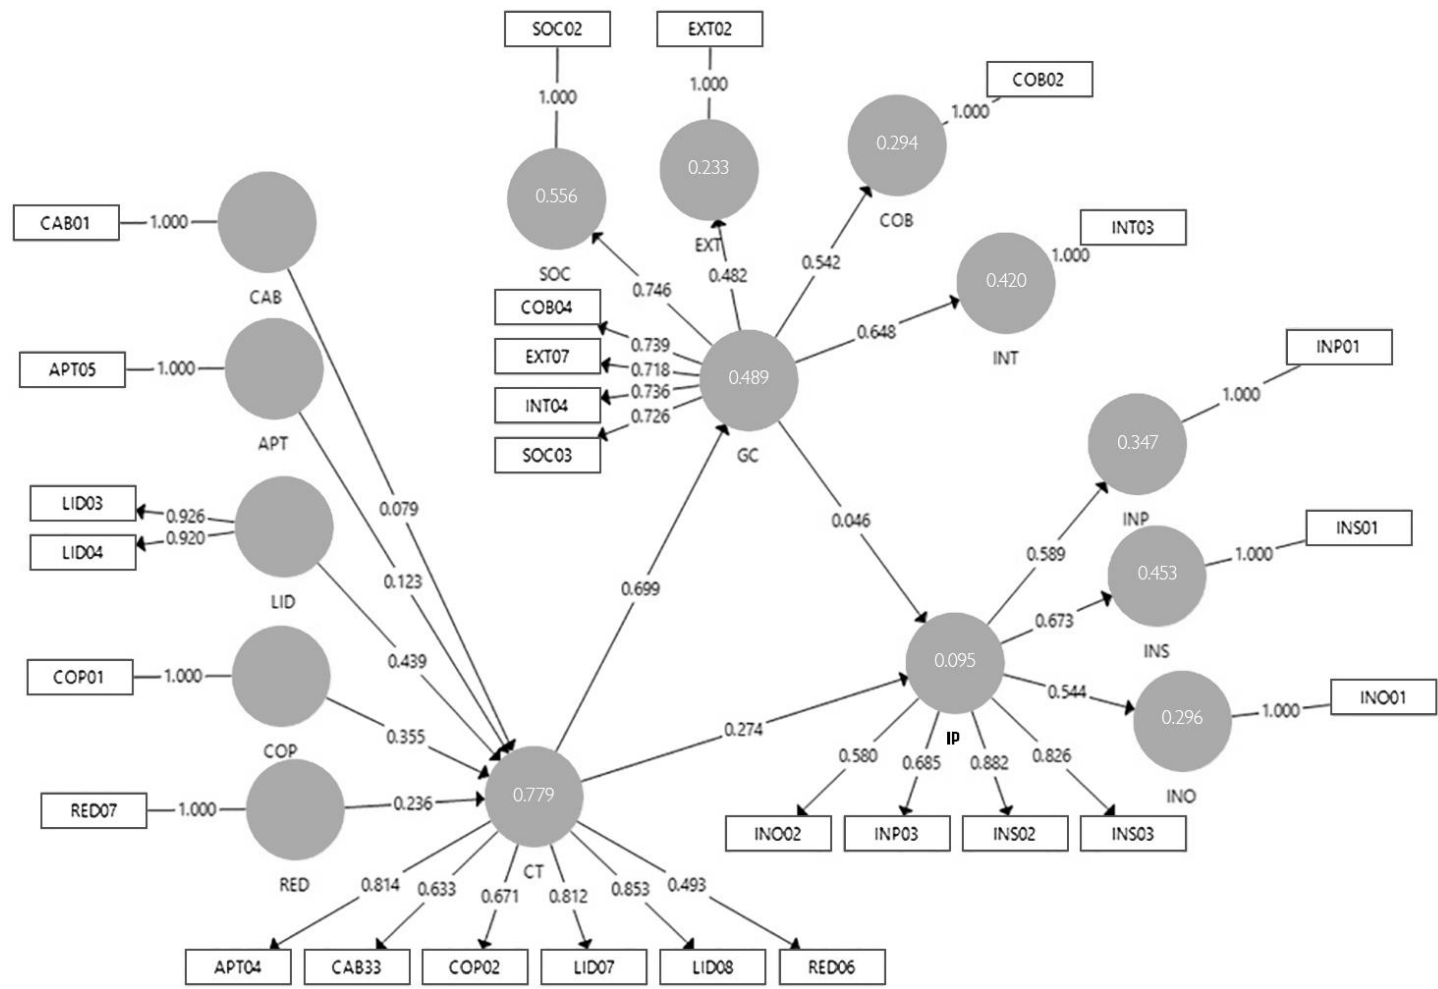 SOC02
EXT02
COB02
1.000
1.000
1.000
0.294
0.233
0.556
CAB01
1.000
COB
INT03
EXT
1.000
SOC
0.482
0.542
0.420
CAB
0.746
COB04
0.739
0.648
INT
EXT07
0.718
INP01
APT05
1.000
0.489
INT04
0.736
1.000
0.726
APT
SOC03
GC
0.347
LID03
0.926
0.079
LID04
0.920
0.046
INP
INS01
0.589
1.000
0.123
0.699
0.453
LID
0.673
0.439
INS
COP01
1.000
0.095
0.544
INO01
1.000
0.296
0.355
0.274
IP
COP
0.580
0.685
0.882
0.826
INO
RED07
1.000
0.236
0.779
INO02
INP03
INS02
INS03
RED
CT
0.814
0.633
0.671
0.812
0.853
0.493
APT04
CAB33
COP02
LID07
LID08
RED06